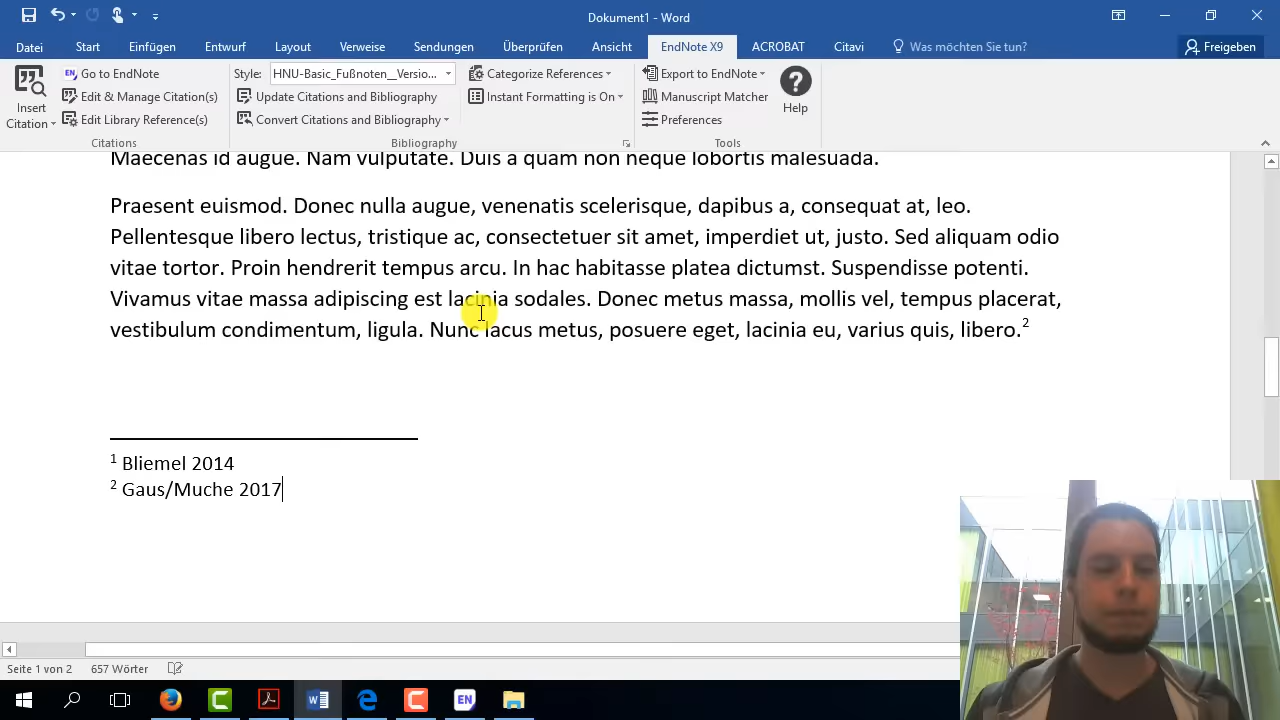 Dokument1 - Word
Datei Start Einfügen Entwurf Layout Verweise Sendungen Überprüfen Ansicht EndNote X9 ACROBAT Citavi Was möchten Sie tun? Freigeben
Insert Citation
EN Go to EndNote
Edit & Manage Citation(s)
Edit Library Reference(s)
Citations
Style: HNU-Basic_Fußnoten__Versio...
Update Citations and Bibliography
Convert Citations and Bibliography
Categorize References
Instant Formatting is On
Bibliography
Export to EndNote
Manuscript Matcher
Preferences
? Help
Tools
Maecenas id augue. Nam vulputate. Duis a quam non neque lobortis malesuada.
Praesent euismod. Donec nulla augue, venenatis scelerisque, dapibus a, consequat at, leo.
Pellentesque libero lectus, tristique ac, consectetuer sit amet, imperdiet ut, justo. Sed aliquam odio
vitae tortor. Proin hendrerit tempus arcu. In hac habitasse platea dictumst. Suspendisse potenti.
Vivamus vitae massa adipiscing est lacinia sodales. Donec metus massa, mollis vel, tempus placerat,
vestibulum condimentum, ligula. Nunc lacus metus, posuere eget, lacinia eu, varius quis, libero.2
1 Bliemel 2014
2 Gaus/Muche 2017
Seite 1 von 2 657 Wörter
EN